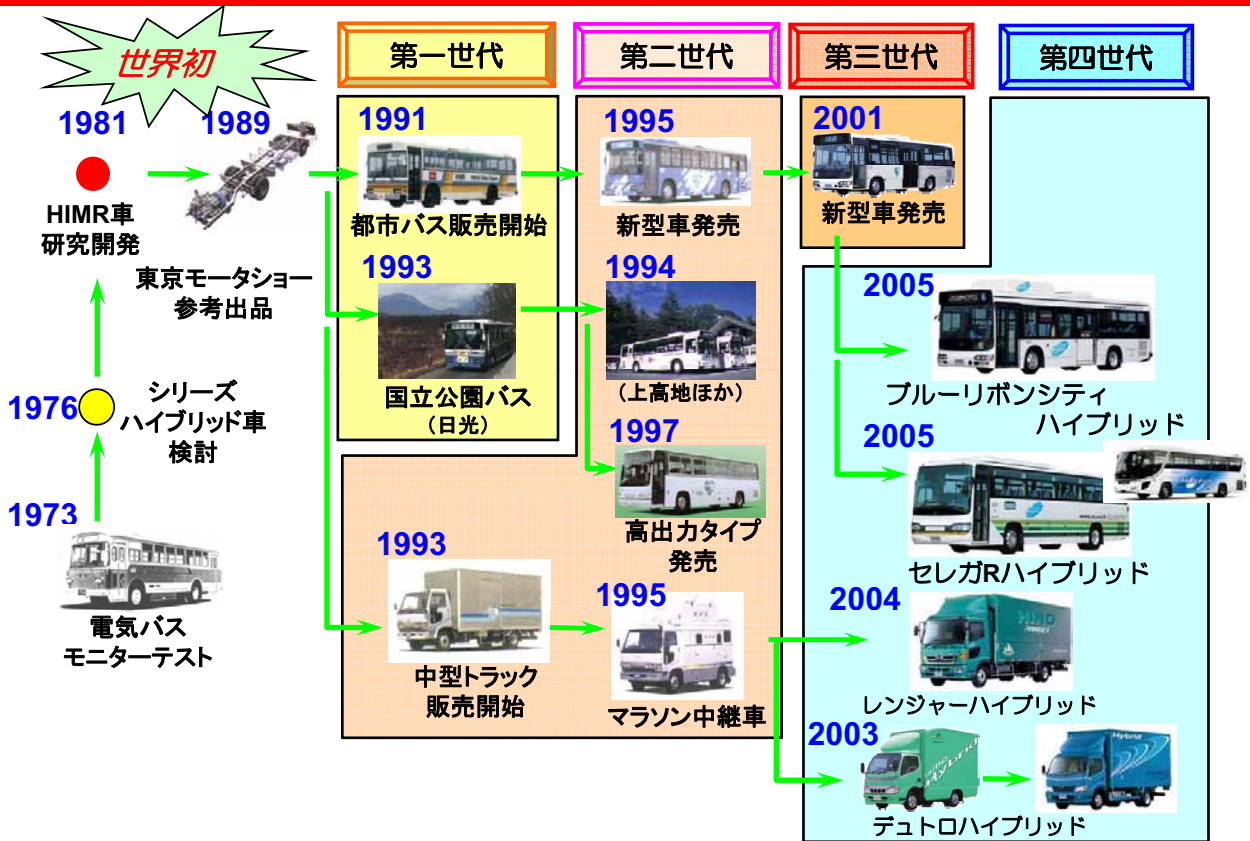 世界初
第一世代
第二世代
第三世代
第四世代
1981
1989
HIMR車
研究開発
東京モータショー
参考出品
1976
シリーズ
ハイブリッド車
検討
1973
電気バス
モニターテスト
1991
都市バス販売開始
1993
国立公園バス
(日光)
1993
中型トラック
販売開始
1995
新型車発売
1994
(上高地ほか)
1997
高出力タイプ
発売
1995
マラソン中継車
2001
新型車発売
2005
ブルーリボンシティ
ハイブリッド
2005
セレガRハイブリッド
2004
HINO
レンジャーハイブリッド
2003
Hybrid
Hybrid
デュトロハイブリッド